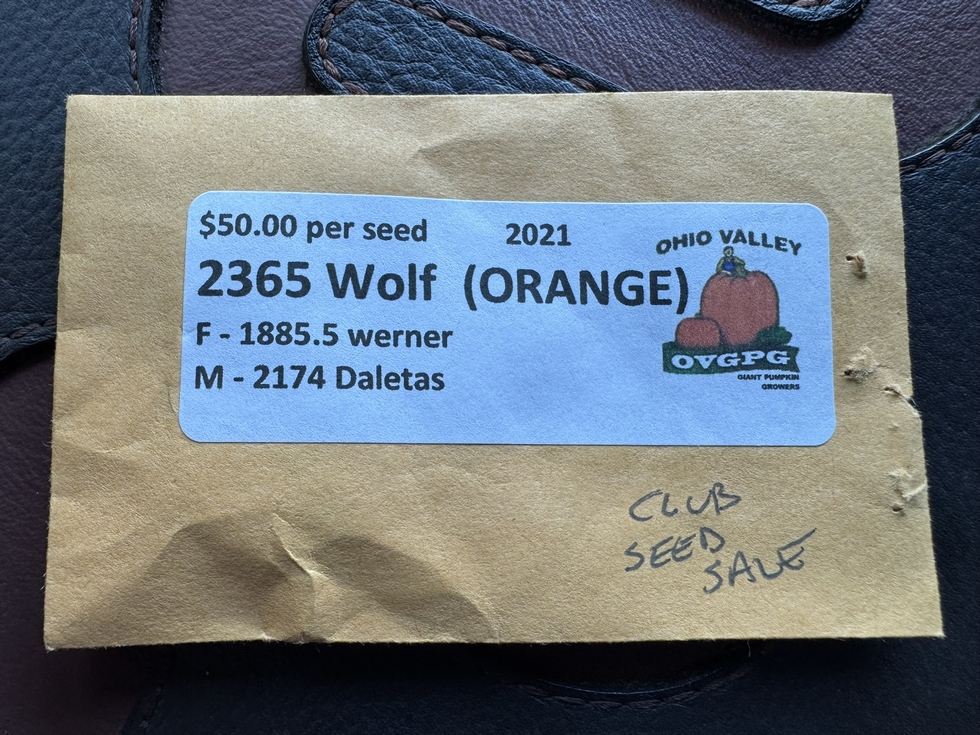 $50.00 per seed 2021
2365 Wolf (ORANGE)
F - 1885.5 werner
M - 2174 Daletas
OHIO VALLEY
OVGPG
GIANT PUMPKIN
GROWERS
CLUB
SEED
SALE